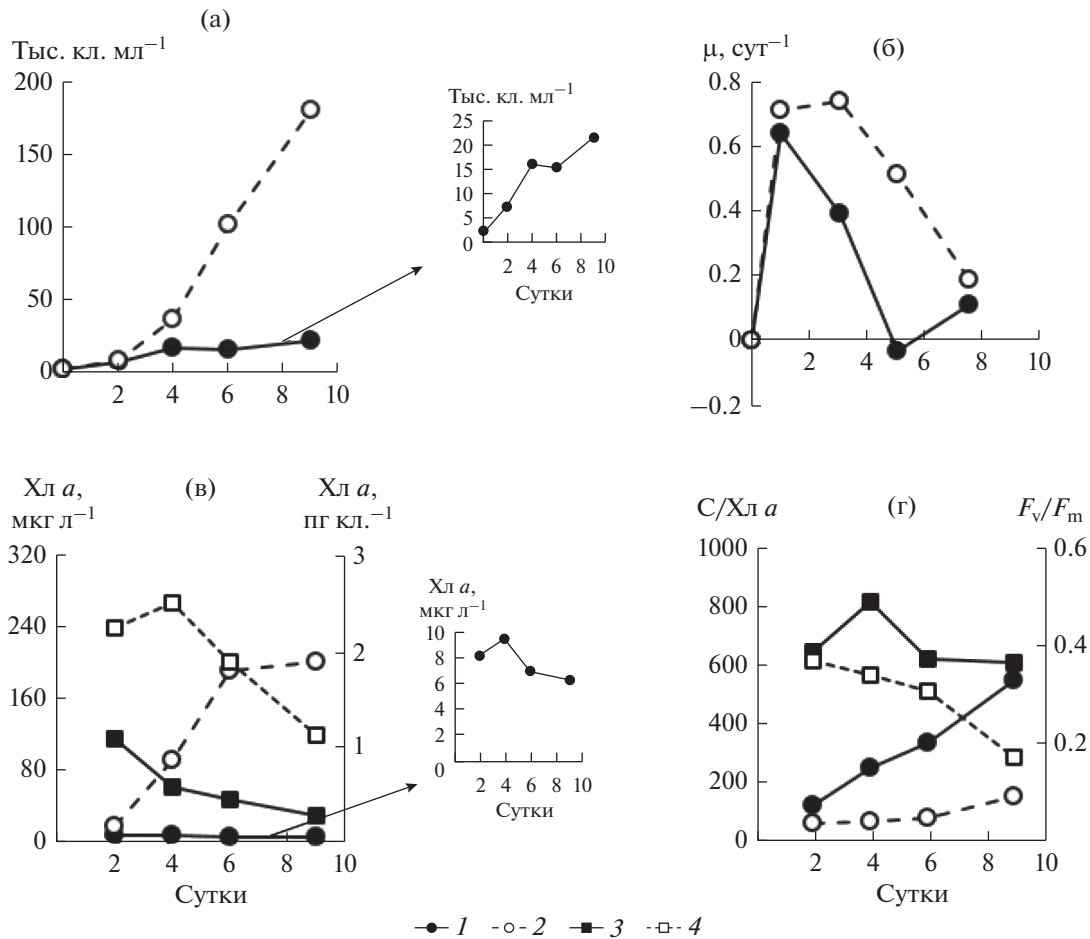 (а)
Тыс. кл. мл⁻¹
200
150
100
50
0
2 4 6 8 10
Тыс. кл. мл⁻¹
25
20
15
10
5
0
2 4 6 8 10
Сутки
μ, сут⁻¹ (б)
0.8
0.6
0.4
0.2
0
−0.2
2 4 6 8 10
Хл а, (в) Хл а,
мкг л⁻¹ пг кл.⁻¹
320 3
240
160 2
80 1
0
2 4 6 8 10
Сутки
Хл а,
мкг л⁻¹
10
8
6
4
2
0
2 4 6 8 10
Сутки
С/Хл а (г) Fv/Fm
1000 0.6
800
600 0.4
400
200 0.2
0
2 4 6 8 10
Сутки
1 2 3 4